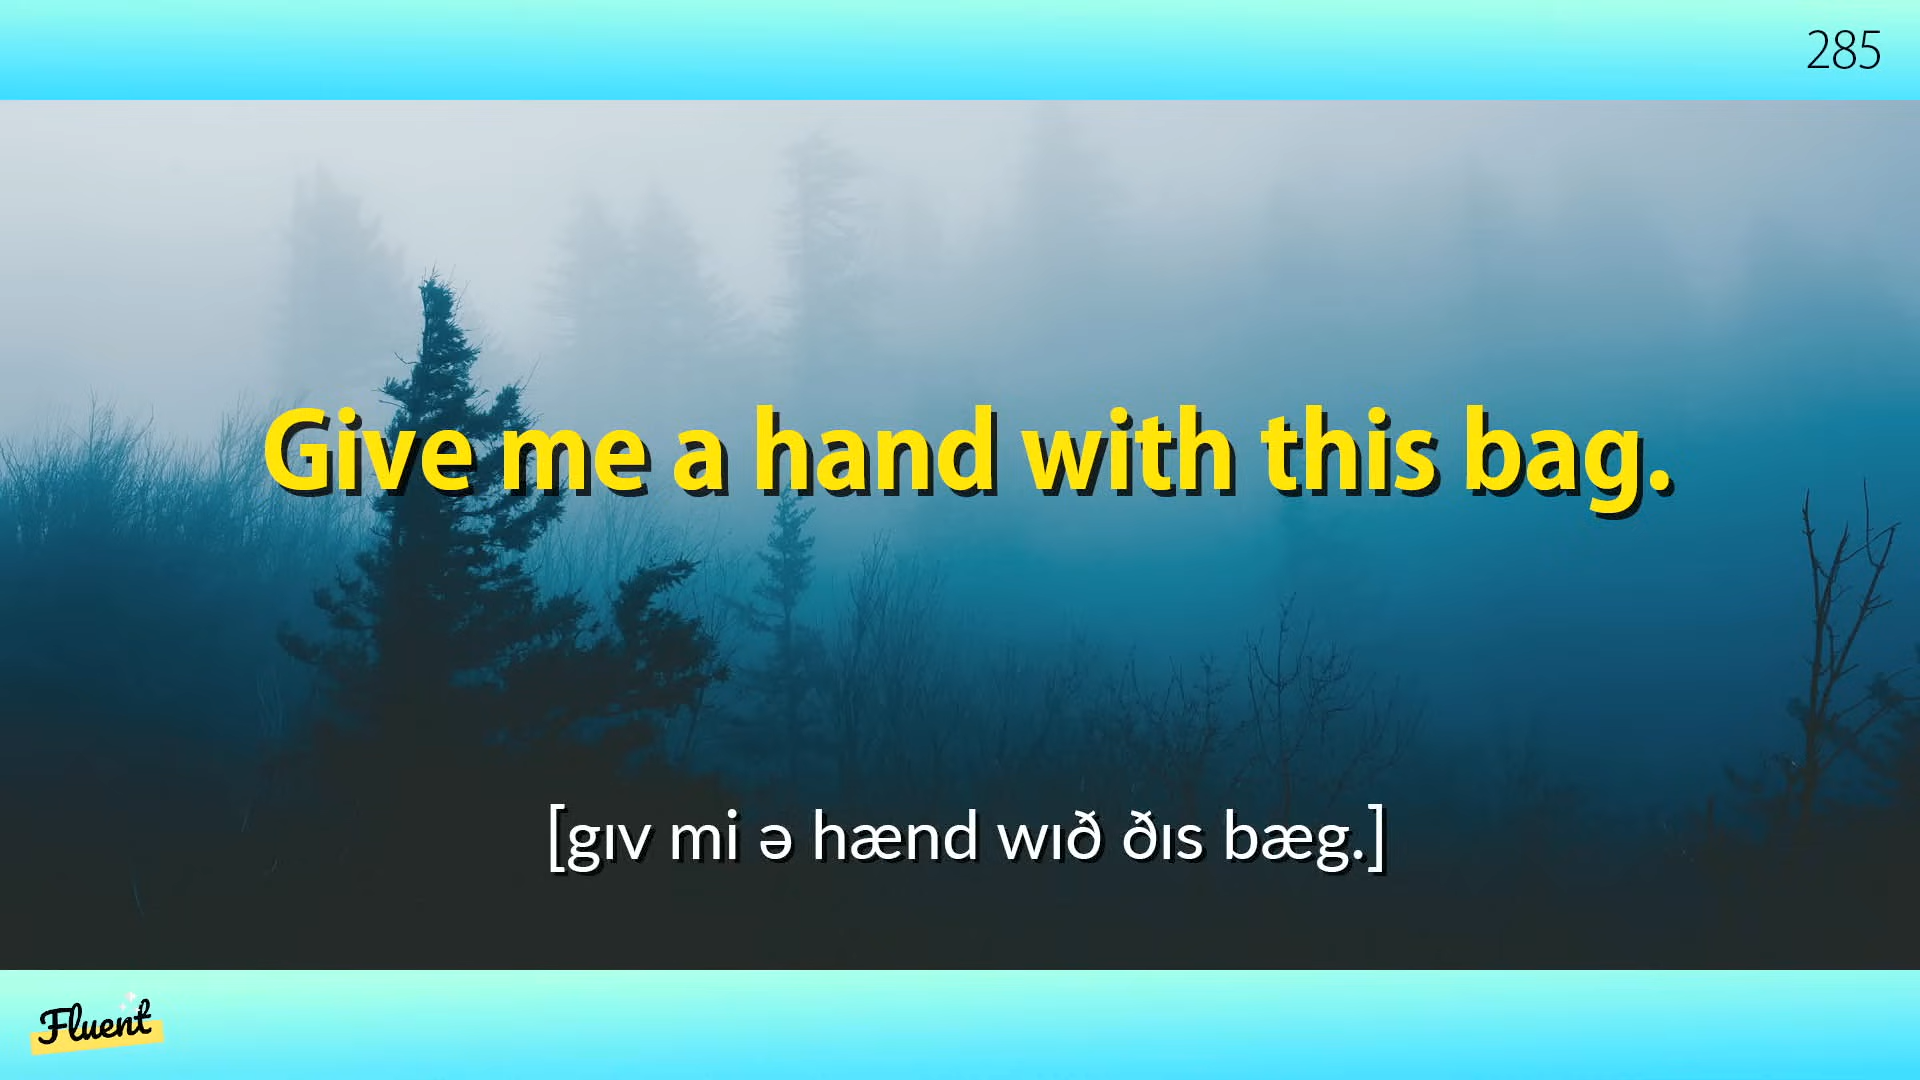 285
Give me a hand with this bag.
[gɪv mi ə hænd wɪð ðɪs bæg.]
Fluent